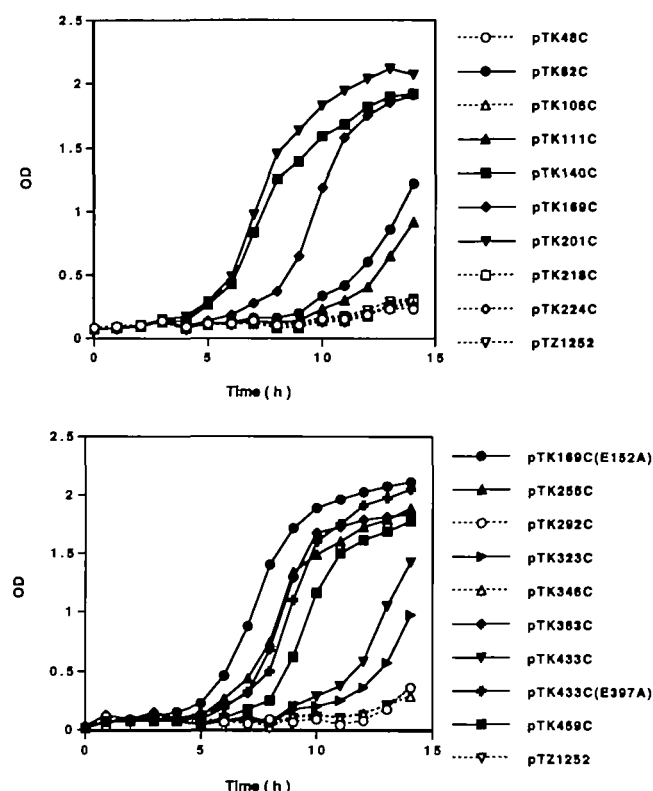 2.5
2
1.5
1
0.5
0
OD
0
5
10
15
Time ( h )
pTK48C
pTK82C
pTK106C
pTK111C
pTK140C
pTK169C
pTK201C
pTK218C
pTK224C
pTZ1252
2.5
2
1.5
1
0.5
0
OD
0
5
10
15
Time ( h )
pTK169C(E152A)
pTK256C
pTK292C
pTK323C
pTK346C
pTK363C
pTK433C
pTK433C(E397A)
pTK459C
pTZ1252